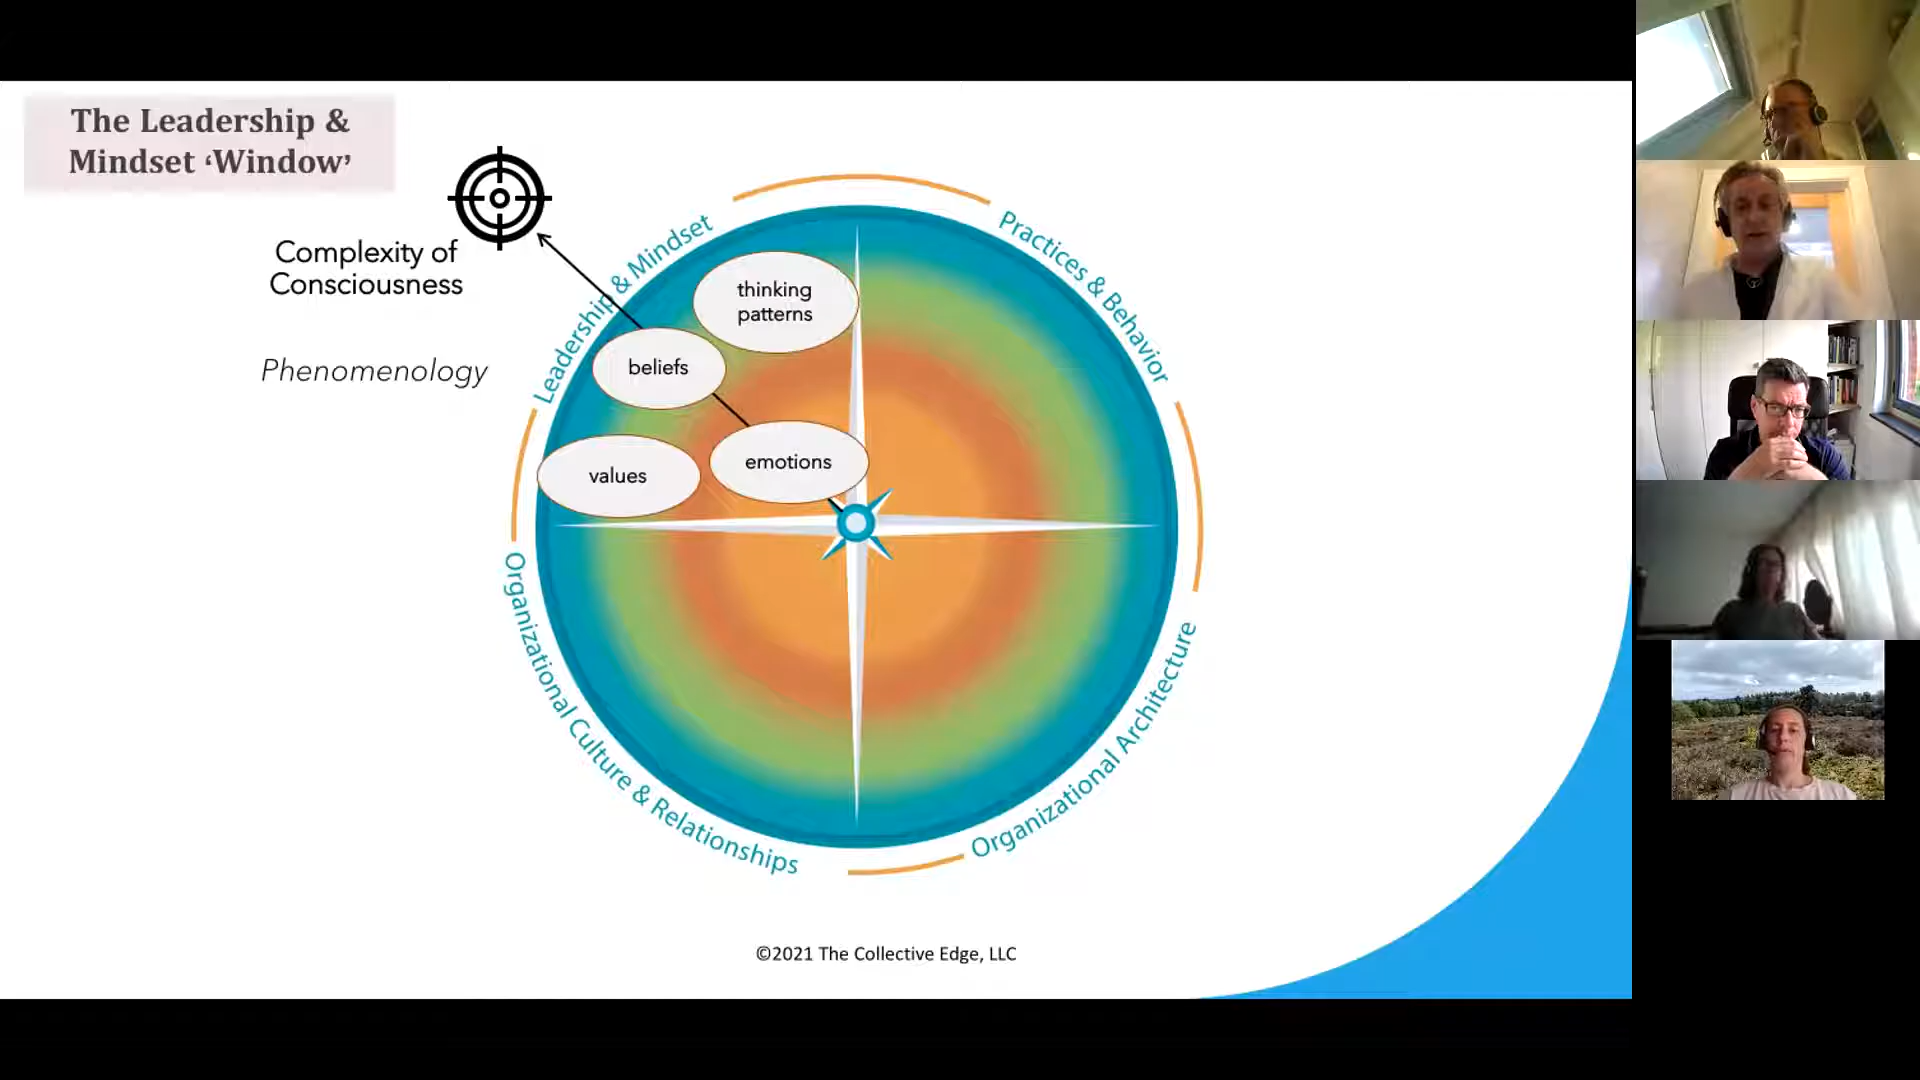 The Leadership &
Mindset ‘Window’
Complexity of
Consciousness
Phenomenology
Leadership & Mindset
Practices & Behavior
thinking
patterns
beliefs
values
emotions
Organizational Culture & Relationships
Organizational Architecture
©2021 The Collective Edge, LLC